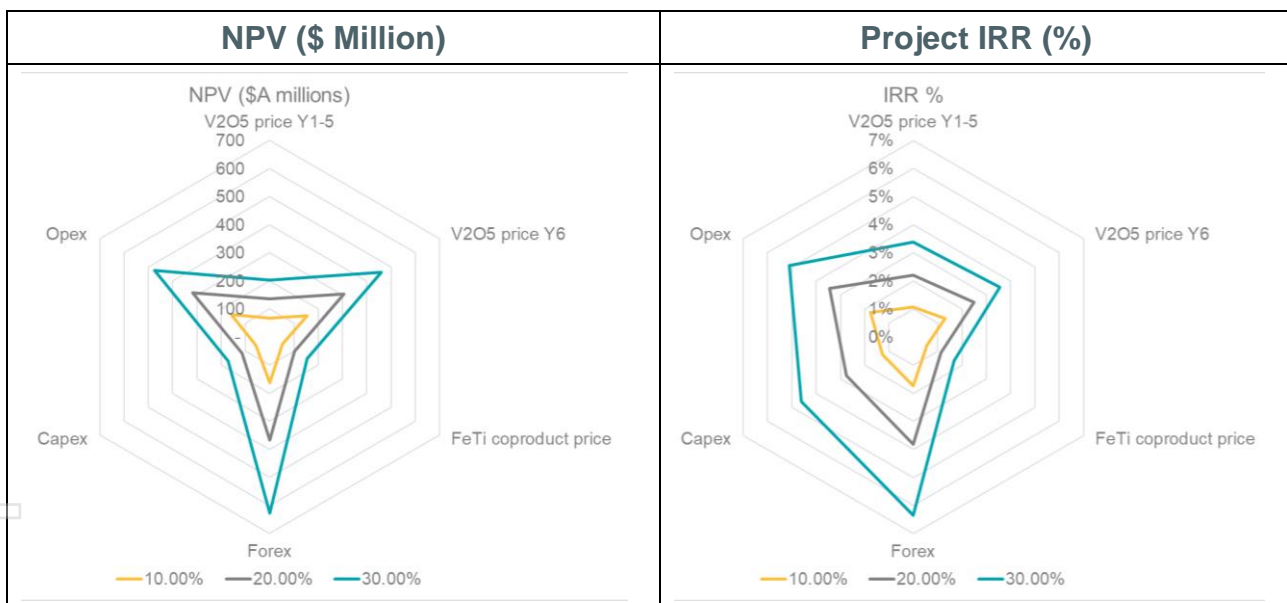 NPV ($ Million)
Project IRR (%)
NPV ($A millions)
V2O5 price Y1-5
700
600
500
400
300
200
100
-
V2O5 price Y6
FeTi coproduct price
Forex
Capex
Opex
10.00% 20.00% 30.00%
IRR %
V2O5 price Y1-5
7%
6%
5%
4%
3%
2%
1%
0%
V2O5 price Y6
FeTi coproduct price
Forex
Capex
Opex
10.00% 20.00% 30.00%